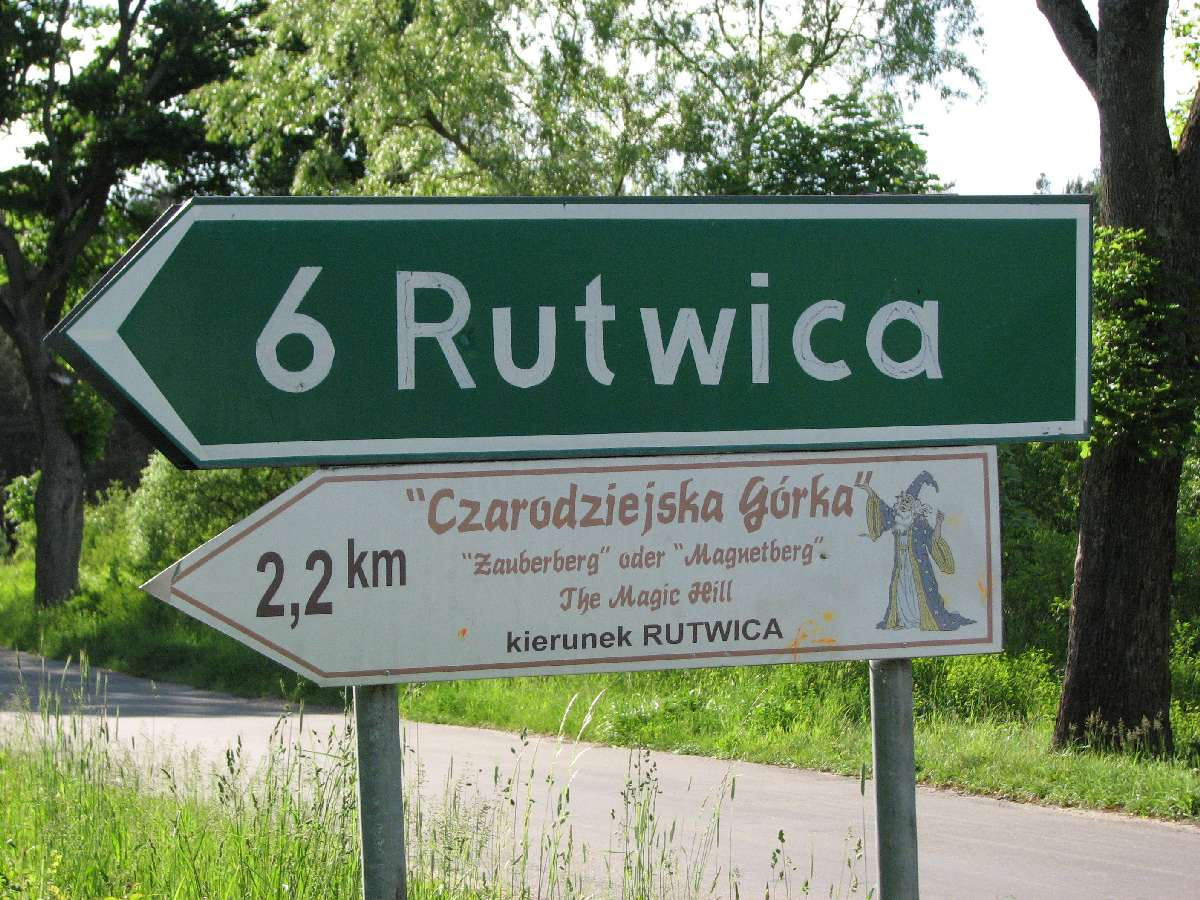 6 Rutwica
"Czarodziejska Górka"
"Zauberberg" oder "Magnetberg"
The Magic Hill
2,2 km
kierunek RUTWICA